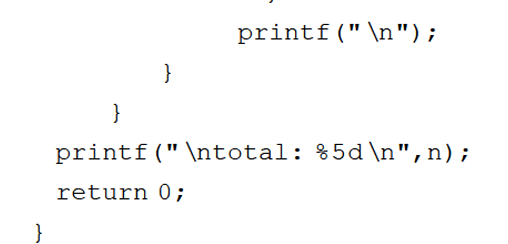 printf("\n");
}
}
printf("\ntotal: %5d\n",n);
return 0;
}